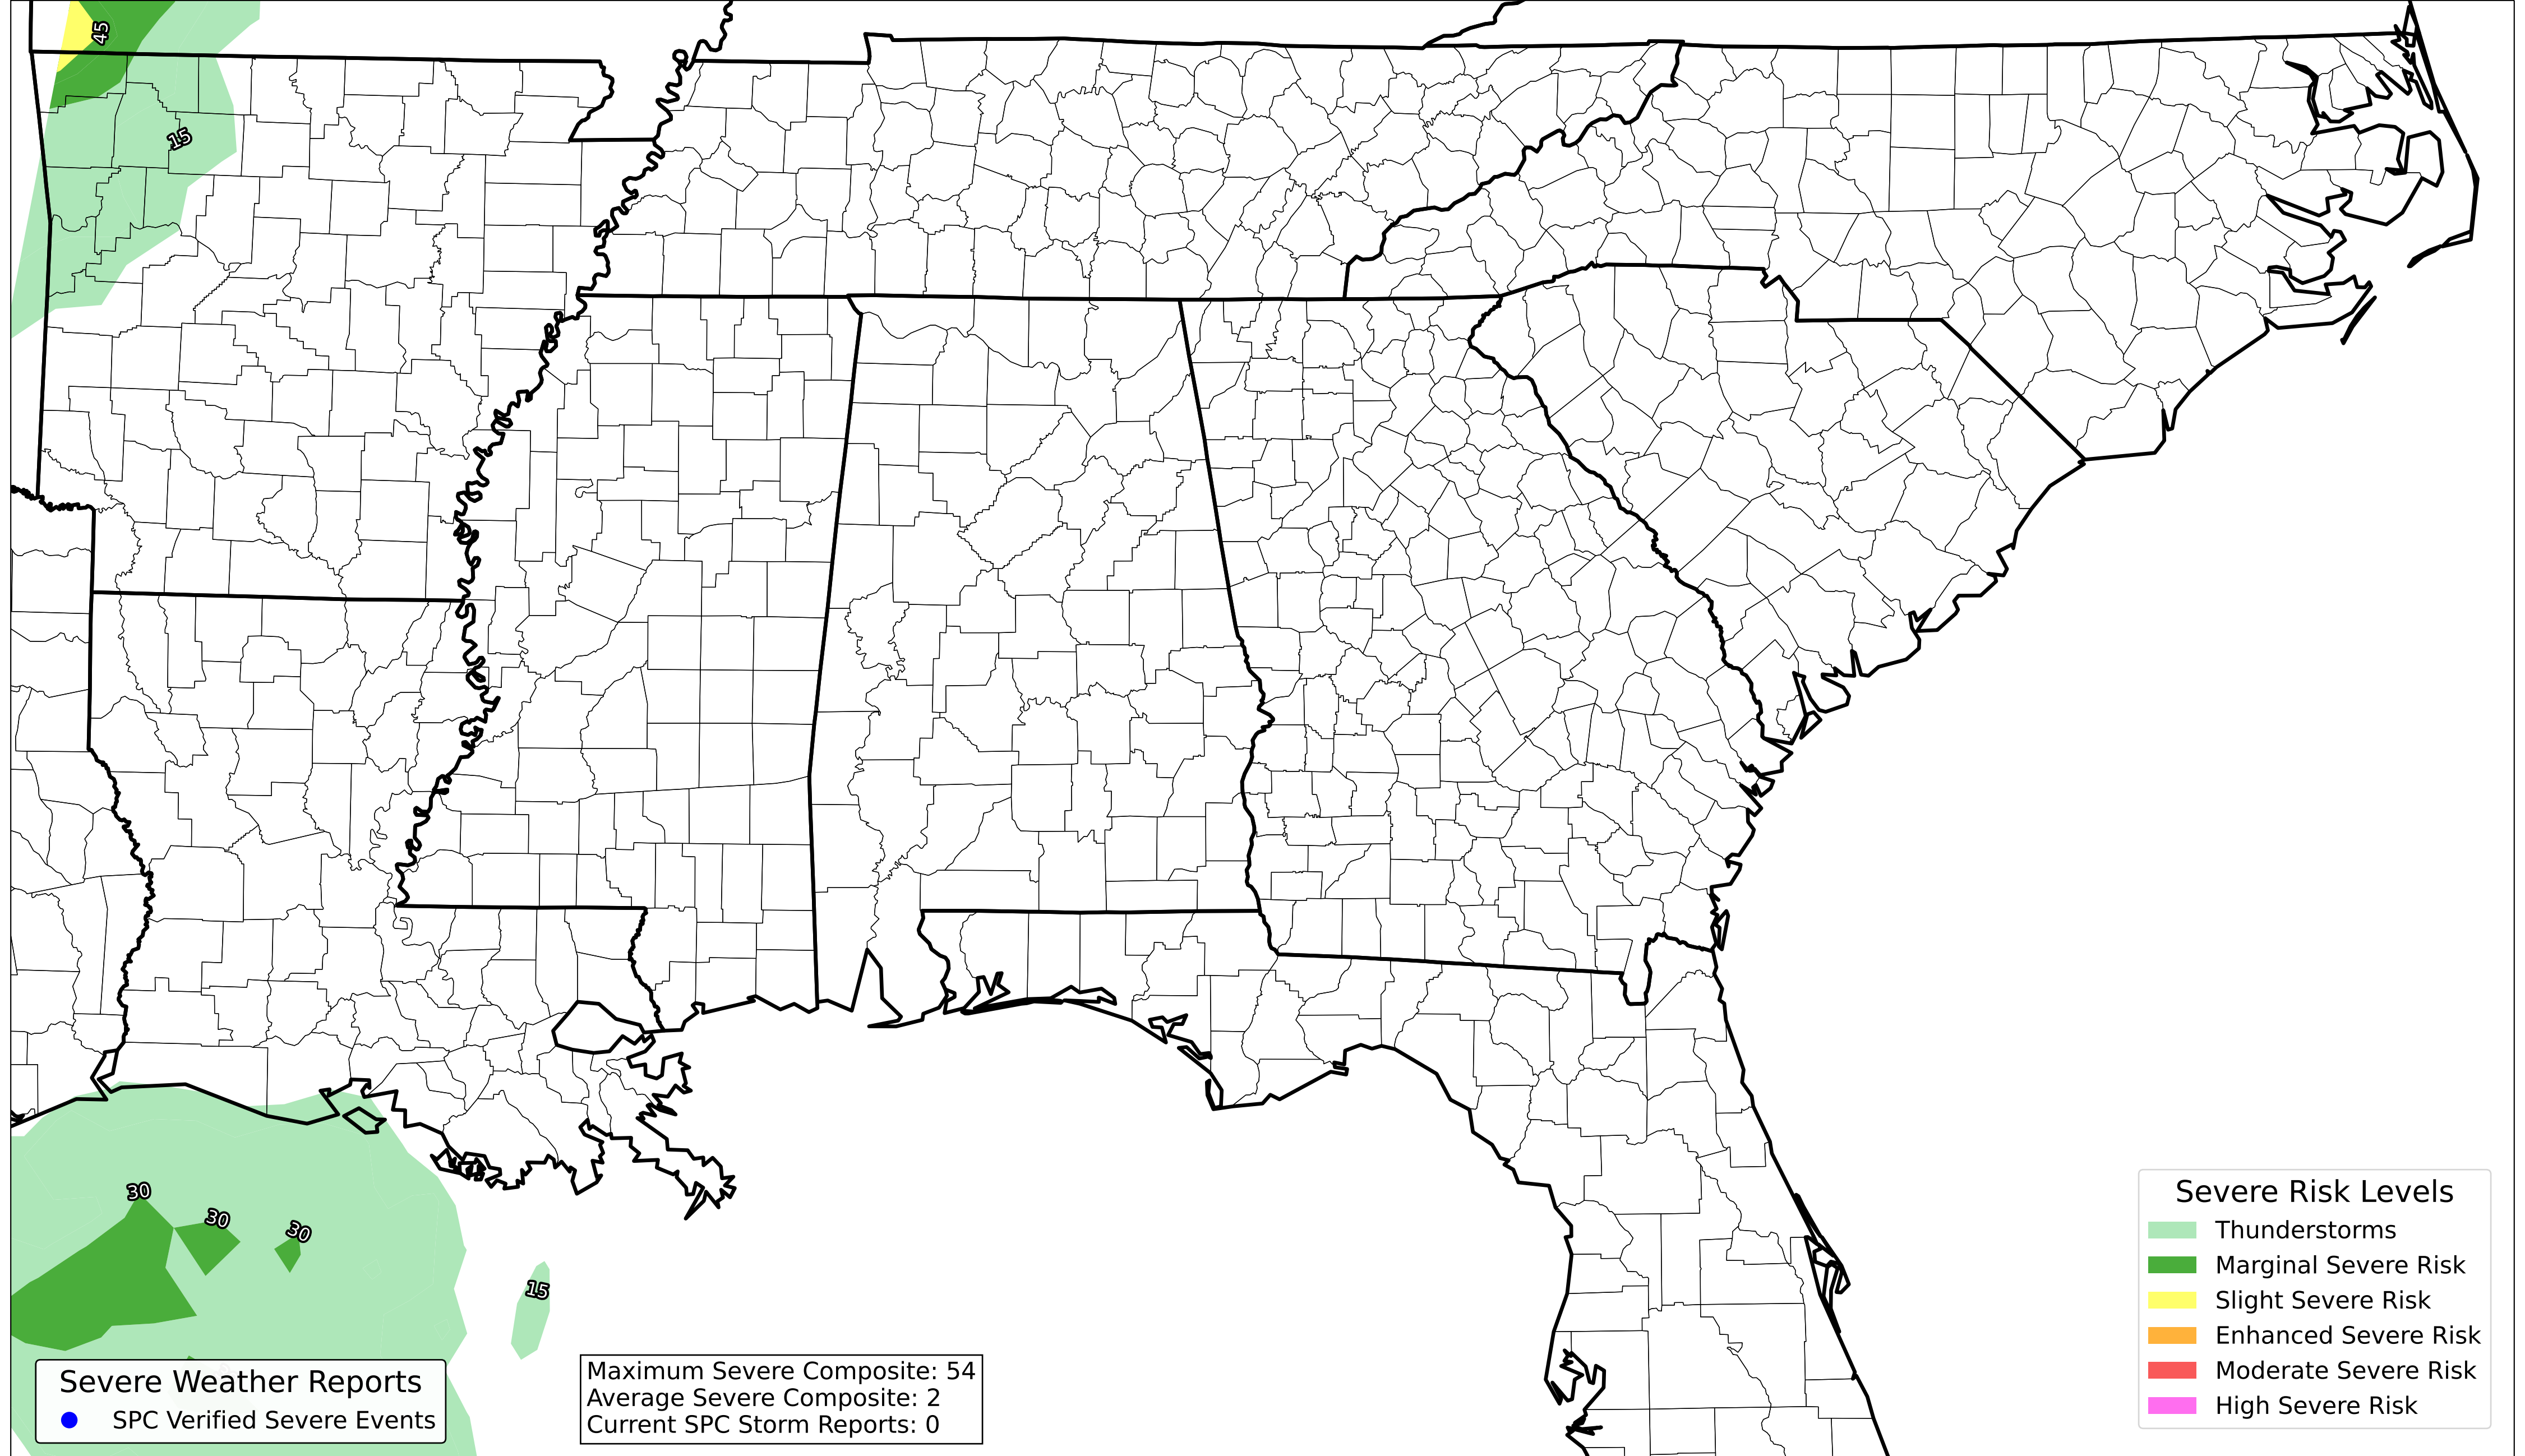 45
15
30
30
30
15
Severe Weather Reports
SPC Verified Severe Events
Maximum Severe Composite: 54
Average Severe Composite: 2
Current SPC Storm Reports: 0
Severe Risk Levels
Thunderstorms
Marginal Severe Risk
Slight Severe Risk
Enhanced Severe Risk
Moderate Severe Risk
High Severe Risk